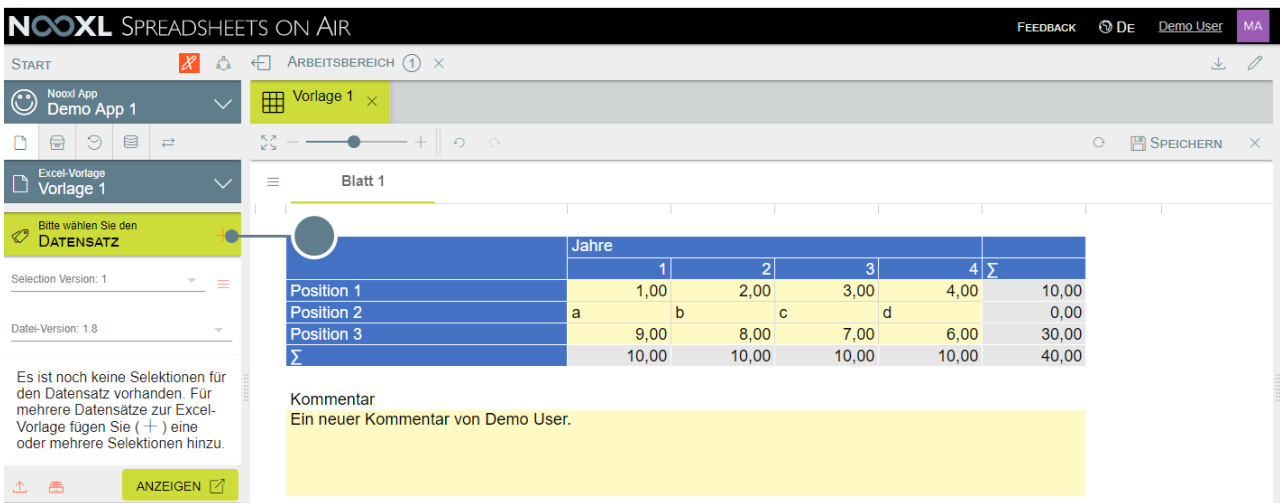 NOOXL SPREADSHEETS ON AIR
FEEDBACK DE Demo User MA
START ARBEITSBEREICH 1
Nooxl App
Demo App 1
Vorlage 1
SPEICHERN
Excel-Vorlage
Vorlage 1
Blatt 1
Bitte wählen Sie den
DATENSATZ
Selection Version: 1
Datei-Version: 1.8
Es ist noch keine Selektionen für
den Datensatz vorhanden. Für
mehrere Datensätze zur Excel-
Vorlage fügen Sie ( + ) eine
oder mehrere Selektionen hinzu.
ANZEIGEN
Jahre
1 2 3 4 Σ
Position 1 1,00 2,00 3,00 4,00 10,00
Position 2 a b c d 0,00
Position 3 9,00 8,00 7,00 6,00 30,00
Σ 10,00 10,00 10,00 10,00 40,00
Kommentar
Ein neuer Kommentar von Demo User.